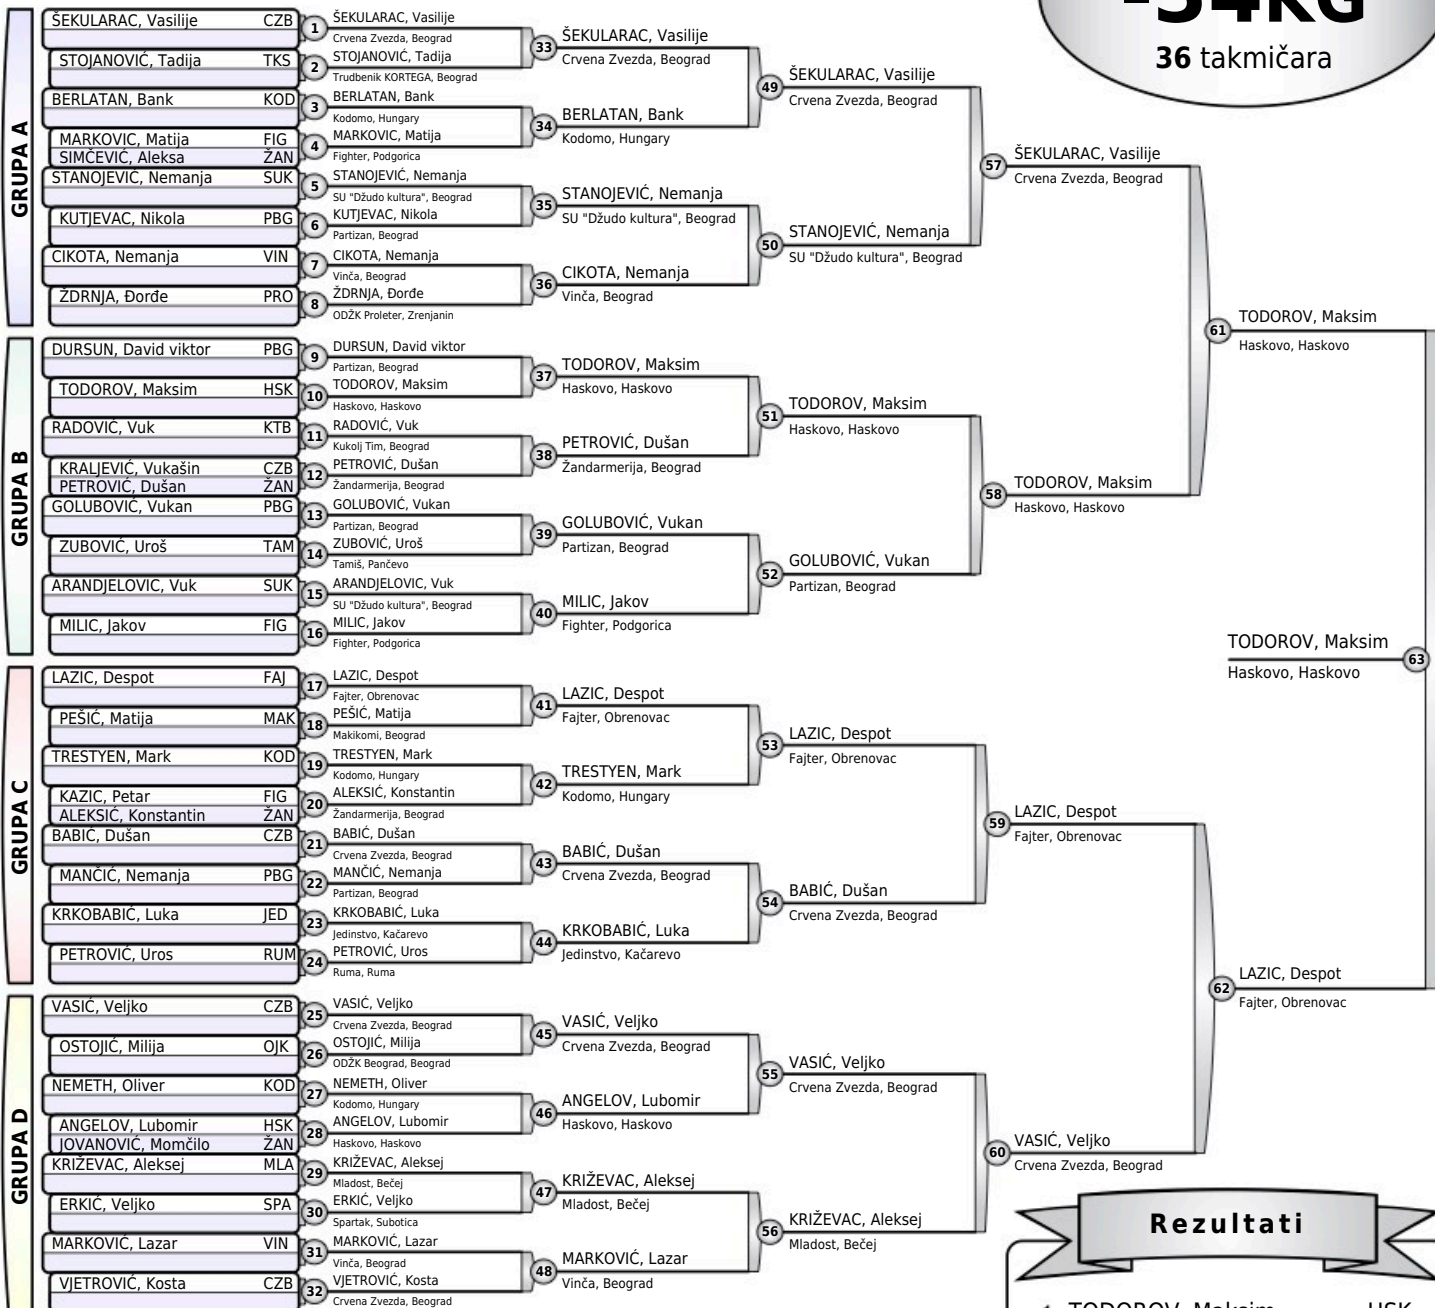 -34KG
36 takmičara
GRUPA A
ŠEKULARAC, Vasilije CZB
STOJANOVIĆ, Tadija TKS
BERLATAN, Bank KOD
MARKOVIC, Matija FIG
SIMČEVIĆ, Aleksa ŽAN
STANOJEVIĆ, Nemanja SUK
KUTJEVAC, Nikola PBG
CIKOTA, Nemanja VIN
ŽDRNJA, Đorđe PRO
GRUPA B
DURSUN, David viktor PBG
TODOROV, Maksim HSK
RADOVIĆ, Vuk KTB
KRALJEVIĆ, Vukašin CZB
PETROVIĆ, Dušan ŽAN
GOLUBOVIĆ, Vukan PBG
ZUBOVIĆ, Uroš TAM
ARANDJELOVIC, Vuk SUK
MILIC, Jakov FIG
GRUPA C
LAZIC, Despot FAJ
PEŠIĆ, Matija MAK
TRESTYEN, Mark KOD
KAZIC, Petar FIG
ALEKSIĆ, Konstantin ŽAN
BABIĆ, Dušan CZB
MANČIĆ, Nemanja PBG
KRKOBABIĆ, Luka JED
PETROVIĆ, Uros RUM
GRUPA D
VASIĆ, Veljko CZB
OSTOJIĆ, Milija OJK
NEMETH, Oliver KOD
ANGELOV, Lubomir HSK
JOVANOVIĆ, Momčilo ŽAN
KRIŽEVAC, Aleksej MLA
ERKIĆ, Veljko SPA
MARKOVIĆ, Lazar VIN
VJETROVIĆ, Kosta CZB
1 ŠEKULARAC, Vasilije
Crvena Zvezda, Beograd
2 STOJANOVIĆ, Tadija
Trudbenik KORTEGA, Beograd
3 BERLATAN, Bank
Kodomo, Hungary
4 MARKOVIC, Matija
Fighter, Podgorica
5 STANOJEVIĆ, Nemanja
SU "Džudo kultura", Beograd
6 KUTJEVAC, Nikola
Partizan, Beograd
7 CIKOTA, Nemanja
Vinča, Beograd
8 ŽDRNJA, Đorđe
ODŽK Proleter, Zrenjanin
9 DURSUN, David viktor
Partizan, Beograd
10 TODOROV, Maksim
Haskovo, Haskovo
11 RADOVIĆ, Vuk
Kukolj Tim, Beograd
12 PETROVIĆ, Dušan
Žandarmerija, Beograd
13 GOLUBOVIĆ, Vukan
Partizan, Beograd
14 ZUBOVIĆ, Uroš
Tamiš, Pančevo
15 ARANDJELOVIC, Vuk
SU "Džudo kultura", Beograd
16 MILIC, Jakov
Fighter, Podgorica
17 LAZIC, Despot
Fajter, Obrenovac
18 PEŠIĆ, Matija
Makikomi, Beograd
19 TRESTYEN, Mark
Kodomo, Hungary
20 ALEKSIĆ, Konstantin
Žandarmerija, Beograd
21 BABIĆ, Dušan
Crvena Zvezda, Beograd
22 MANČIĆ, Nemanja
Partizan, Beograd
23 KRKOBABIĆ, Luka
Jedinstvo, Kačarevo
24 PETROVIĆ, Uros
Ruma, Ruma
25 VASIĆ, Veljko
Crvena Zvezda, Beograd
26 OSTOJIĆ, Milija
ODŽK Beograd, Beograd
27 NEMETH, Oliver
Kodomo, Hungary
28 ANGELOV, Lubomir
Haskovo, Haskovo
29 KRIŽEVAC, Aleksej
Mladost, Bečej
30 ERKIĆ, Veljko
Spartak, Subotica
31 MARKOVIĆ, Lazar
Vinča, Beograd
32 VJETROVIĆ, Kosta
Crvena Zvezda, Beograd
33 ŠEKULARAC, Vasilije
Crvena Zvezda, Beograd
34 BERLATAN, Bank
Kodomo, Hungary
35 STANOJEVIĆ, Nemanja
SU "Džudo kultura", Beograd
36 CIKOTA, Nemanja
Vinča, Beograd
37 TODOROV, Maksim
Haskovo, Haskovo
38 PETROVIĆ, Dušan
Žandarmerija, Beograd
39 GOLUBOVIĆ, Vukan
Partizan, Beograd
40 MILIC, Jakov
Fighter, Podgorica
41 LAZIC, Despot
Fajter, Obrenovac
42 TRESTYEN, Mark
Kodomo, Hungary
43 BABIĆ, Dušan
Crvena Zvezda, Beograd
44 KRKOBABIĆ, Luka
Jedinstvo, Kačarevo
45 VASIĆ, Veljko
Crvena Zvezda, Beograd
46 ANGELOV, Lubomir
Haskovo, Haskovo
47 KRIŽEVAC, Aleksej
Mladost, Bečej
48 MARKOVIĆ, Lazar
Vinča, Beograd
49 ŠEKULARAC, Vasilije
Crvena Zvezda, Beograd
50 STANOJEVIĆ, Nemanja
SU "Džudo kultura", Beograd
51 TODOROV, Maksim
Haskovo, Haskovo
52 GOLUBOVIĆ, Vukan
Partizan, Beograd
53 LAZIC, Despot
Fajter, Obrenovac
54 BABIĆ, Dušan
Crvena Zvezda, Beograd
55 VASIĆ, Veljko
Crvena Zvezda, Beograd
56 KRIŽEVAC, Aleksej
Mladost, Bečej
57 ŠEKULARAC, Vasilije
Crvena Zvezda, Beograd
58 TODOROV, Maksim
Haskovo, Haskovo
59 LAZIC, Despot
Fajter, Obrenovac
60 VASIĆ, Veljko
Crvena Zvezda, Beograd
61 TODOROV, Maksim
Haskovo, Haskovo
62 LAZIC, Despot
Fajter, Obrenovac
TODOROV, Maksim 63
Haskovo, Haskovo
Rezultati
TODOROV, Maksim HSK